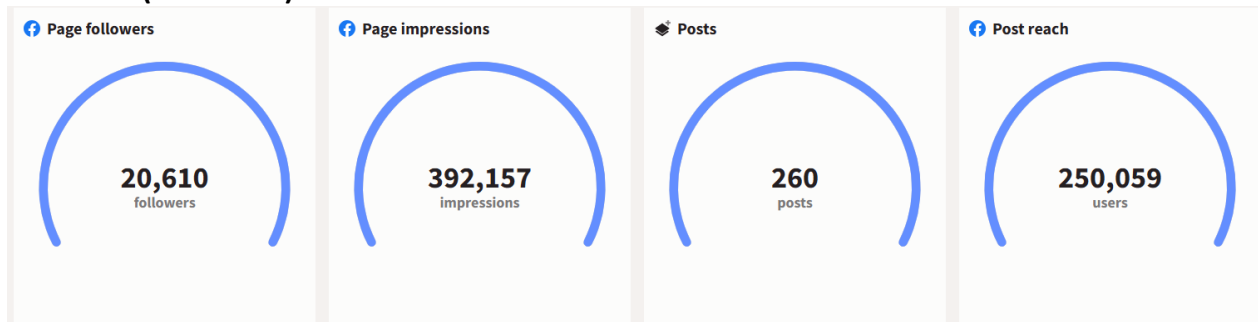 Page followers
20,610
followers
Page impressions
392,157
impressions
Posts
260
posts
Post reach
250,059
users